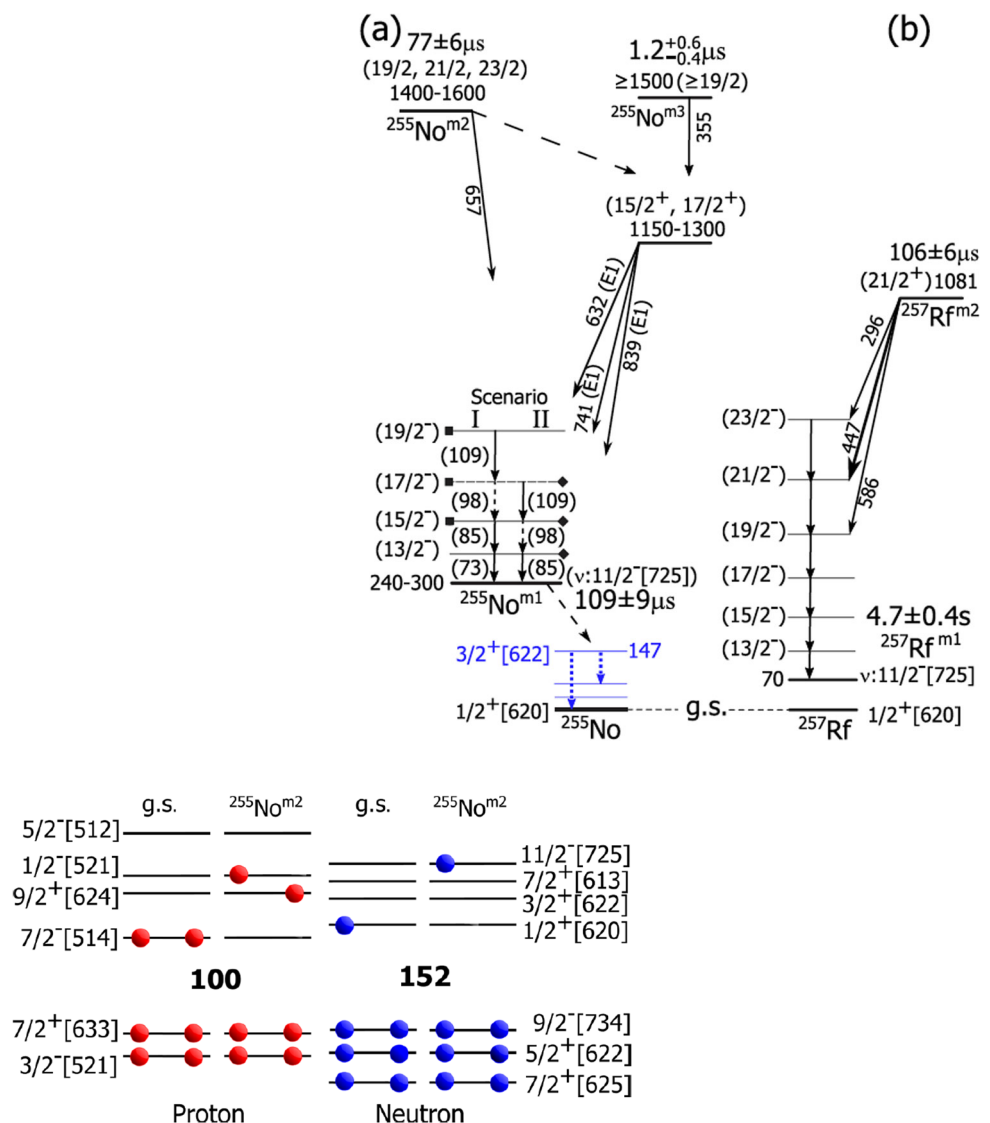 (a)
(b)
77±6μs
(19/2, 21/2, 23/2)
1400-1600
²⁵⁵Noᵐ²
657
1.2+0.6−0.4μs
≥1500 (≥19/2)
²⁵⁵Noᵐ³
355
(15/2⁺, 17/2⁺)
1150-1300
632 (E1)
741 (E1)
839 (E1)
106±6μs
(21/2⁺) 1081
²⁵⁷Rfᵐ²
296
447
586
Scenario
I II
(19/2⁻)
(109)
(17/2⁻)
(98) (109)
(15/2⁻)
(85) (98)
(13/2⁻)
(73) (85)
240-300
²⁵⁵Noᵐ¹
(ν:11/2⁻[725])
109±9μs
3/2⁺[622] 147
1/2⁺[620]
²⁵⁵No
g.s.
(23/2⁻)
(21/2⁻)
(19/2⁻)
(17/2⁻)
(15/2⁻)
4.7±0.4s
²⁵⁷Rfᵐ¹
(13/2⁻)
70
ν:11/2⁻[725]
²⁵⁷Rf
1/2⁺[620]
g.s. ²⁵⁵Noᵐ² g.s. ²⁵⁵Noᵐ²
5/2⁻[512]
1/2⁻[521]
9/2⁺[624]
7/2⁻[514]
11/2⁻[725]
7/2⁺[613]
3/2⁺[622]
1/2⁺[620]
100 152
7/2⁺[633]
3/2⁻[521]
9/2⁻[734]
5/2⁺[622]
7/2⁺[625]
Proton Neutron